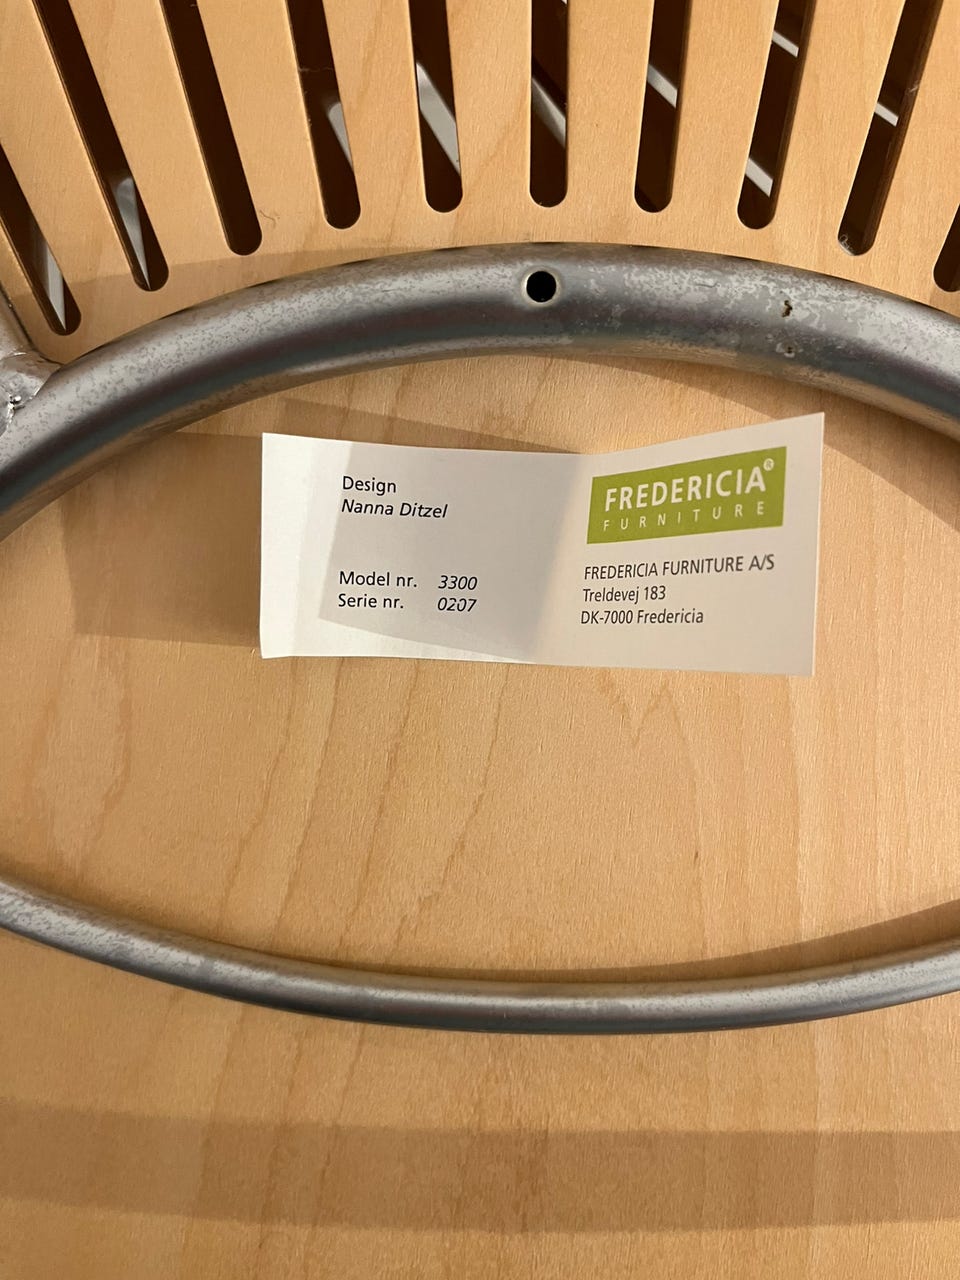 Design
Nanna Ditzel
Model nr. 3300
Serie nr. 0207
FREDERICIA®
FURNITURE
FREDERICIA FURNITURE A/S
Treldevej 183
DK-7000 Fredericia